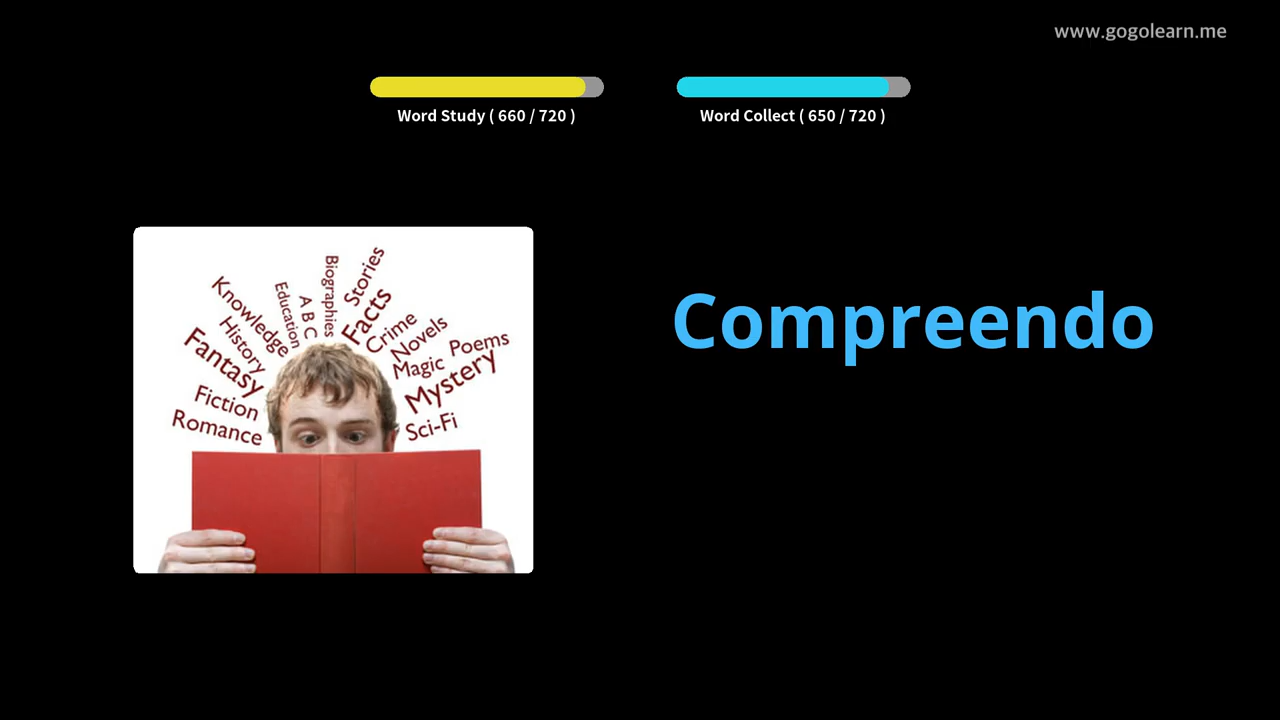 www.gogolearn.me
Word Study ( 660 / 720 )
Word Collect ( 650 / 720 )
Compreendo
Biographies
Stories
Education
A B C
Facts
Knowledge
Crime
History
Novels
Fantasy
Magic
Poems
Mystery
Fiction
Romance
Sci-Fi